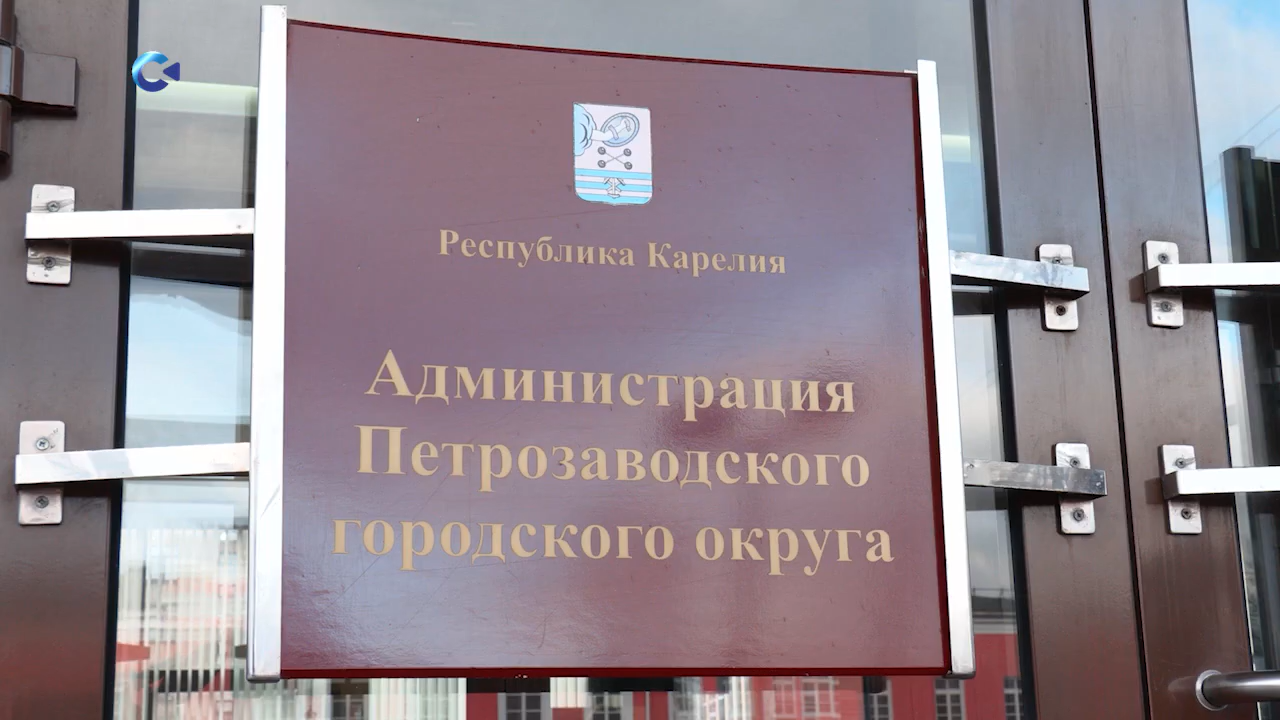 Республика Карелия
Администрация
Петрозаводского
городского округа